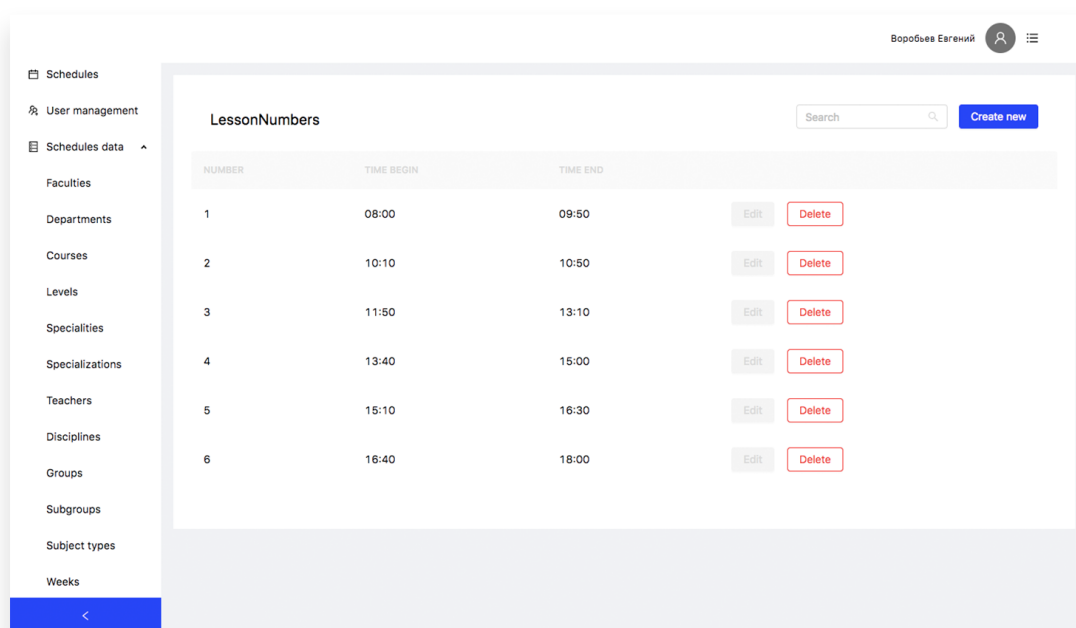 Воробьев Евгений
Schedules
User management
Schedules data
Faculties
Departments
Courses
Levels
Specialities
Specializations
Teachers
Disciplines
Groups
Subgroups
Subject types
Weeks
LessonNumbers
Search
Create new
NUMBER TIME BEGIN TIME END
1 08:00 09:50 Edit Delete
2 10:10 10:50 Edit Delete
3 11:50 13:10 Edit Delete
4 13:40 15:00 Edit Delete
5 15:10 16:30 Edit Delete
6 16:40 18:00 Edit Delete